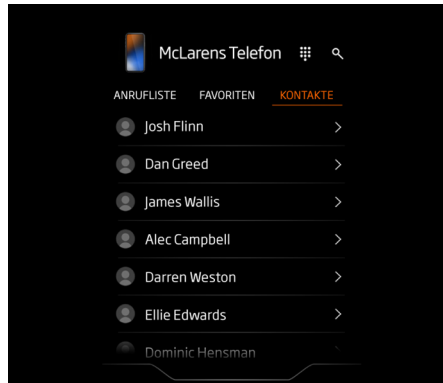 McLarens Telefon
ANRUFLISTE FAVORITEN KONTAKTE
Josh Flinn
Dan Greed
James Wallis
Alec Campbell
Darren Weston
Ellie Edwards
Dominic Hensman